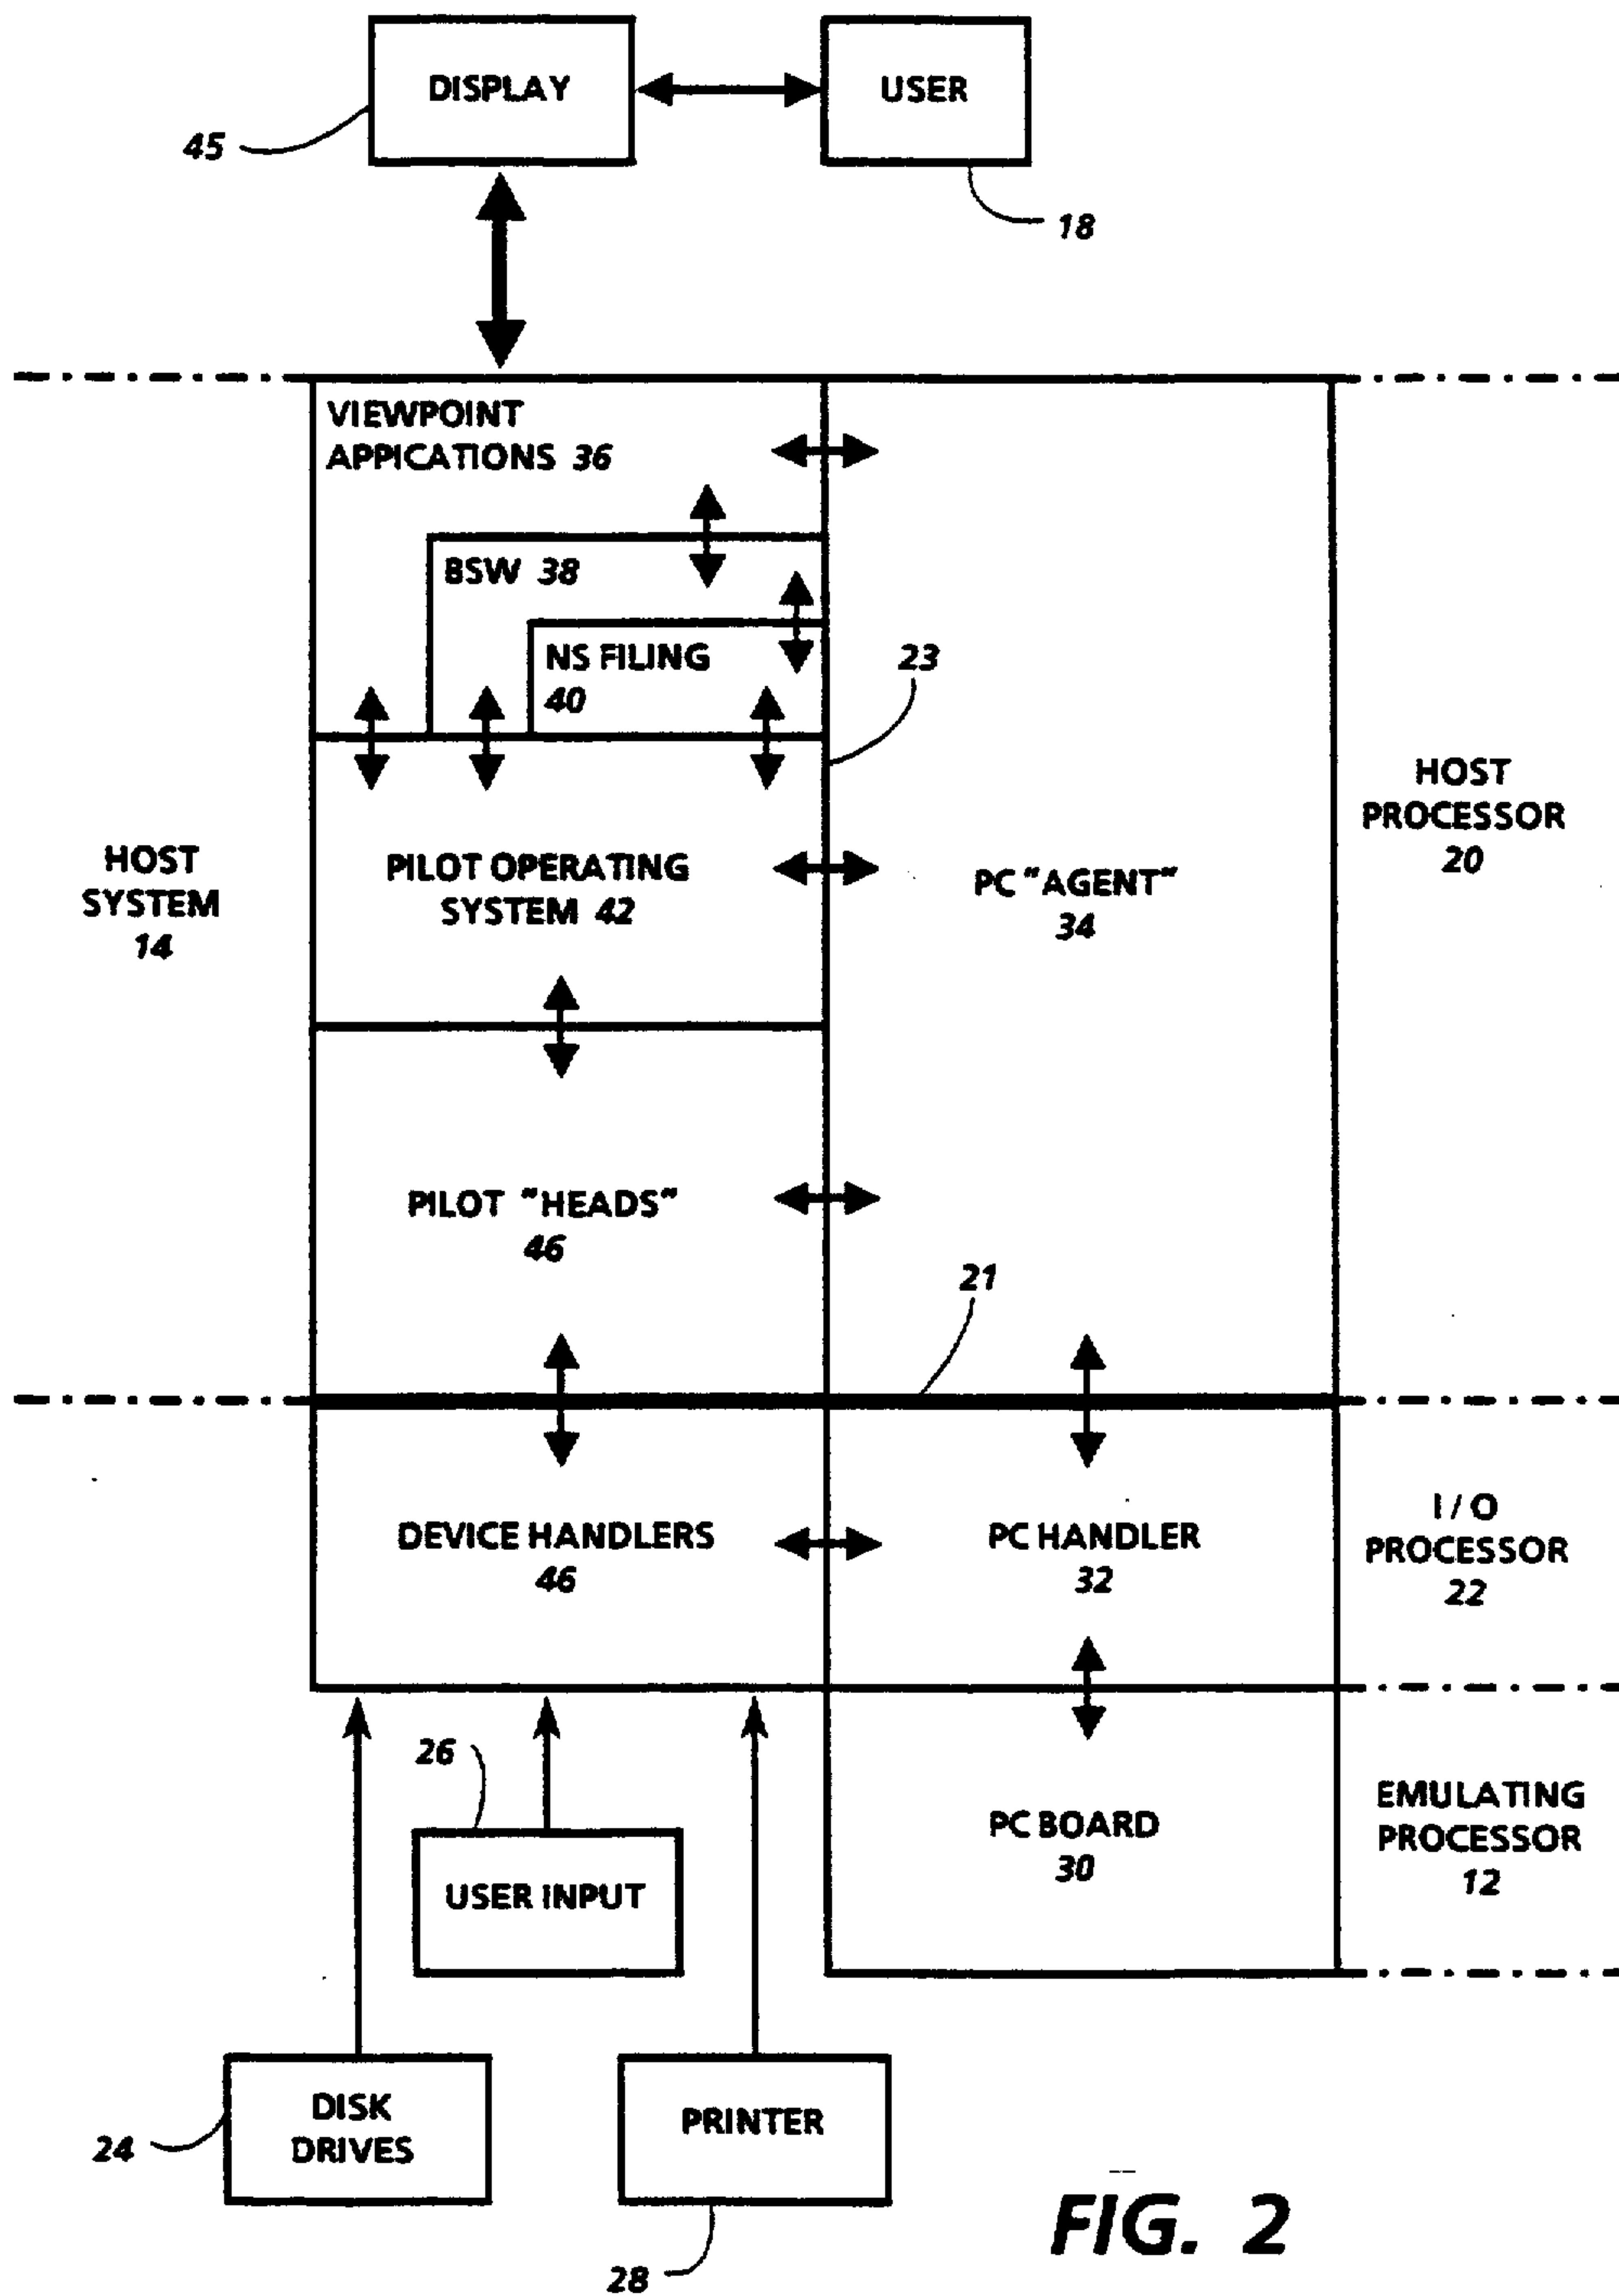 DISPLAY
USER
45
18
VIEWPOINT
APPICATIONS 36
BSW 38
NS FILING
40
23
HOST
PROCESSOR
20
HOST
SYSTEM
14
PILOT OPERATING
SYSTEM 42
PC "AGENT"
34
PILOT "HEADS"
46
21
DEVICE HANDLERS
46
PC HANDLER
32
I/O
PROCESSOR
22
26
USER INPUT
PC BOARD
30
EMULATING
PROCESSOR
12
24
DISK
DRIVES
PRINTER
28
FIG. 2